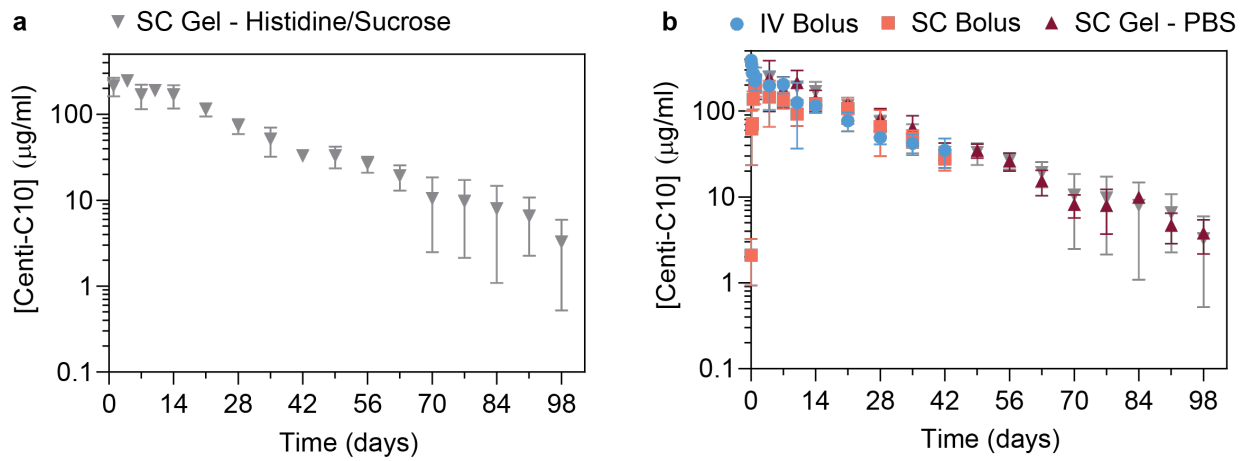 a SC Gel - Histidine/Sucrose
[Centi-C10] (μg/ml)
100
10
1
0.1
0 14 28 42 56 70 84 98
Time (days)
b IV Bolus SC Bolus SC Gel - PBS
[Centi-C10] (μg/ml)
100
10
1
0.1
0 14 28 42 56 70 84 98
Time (days)